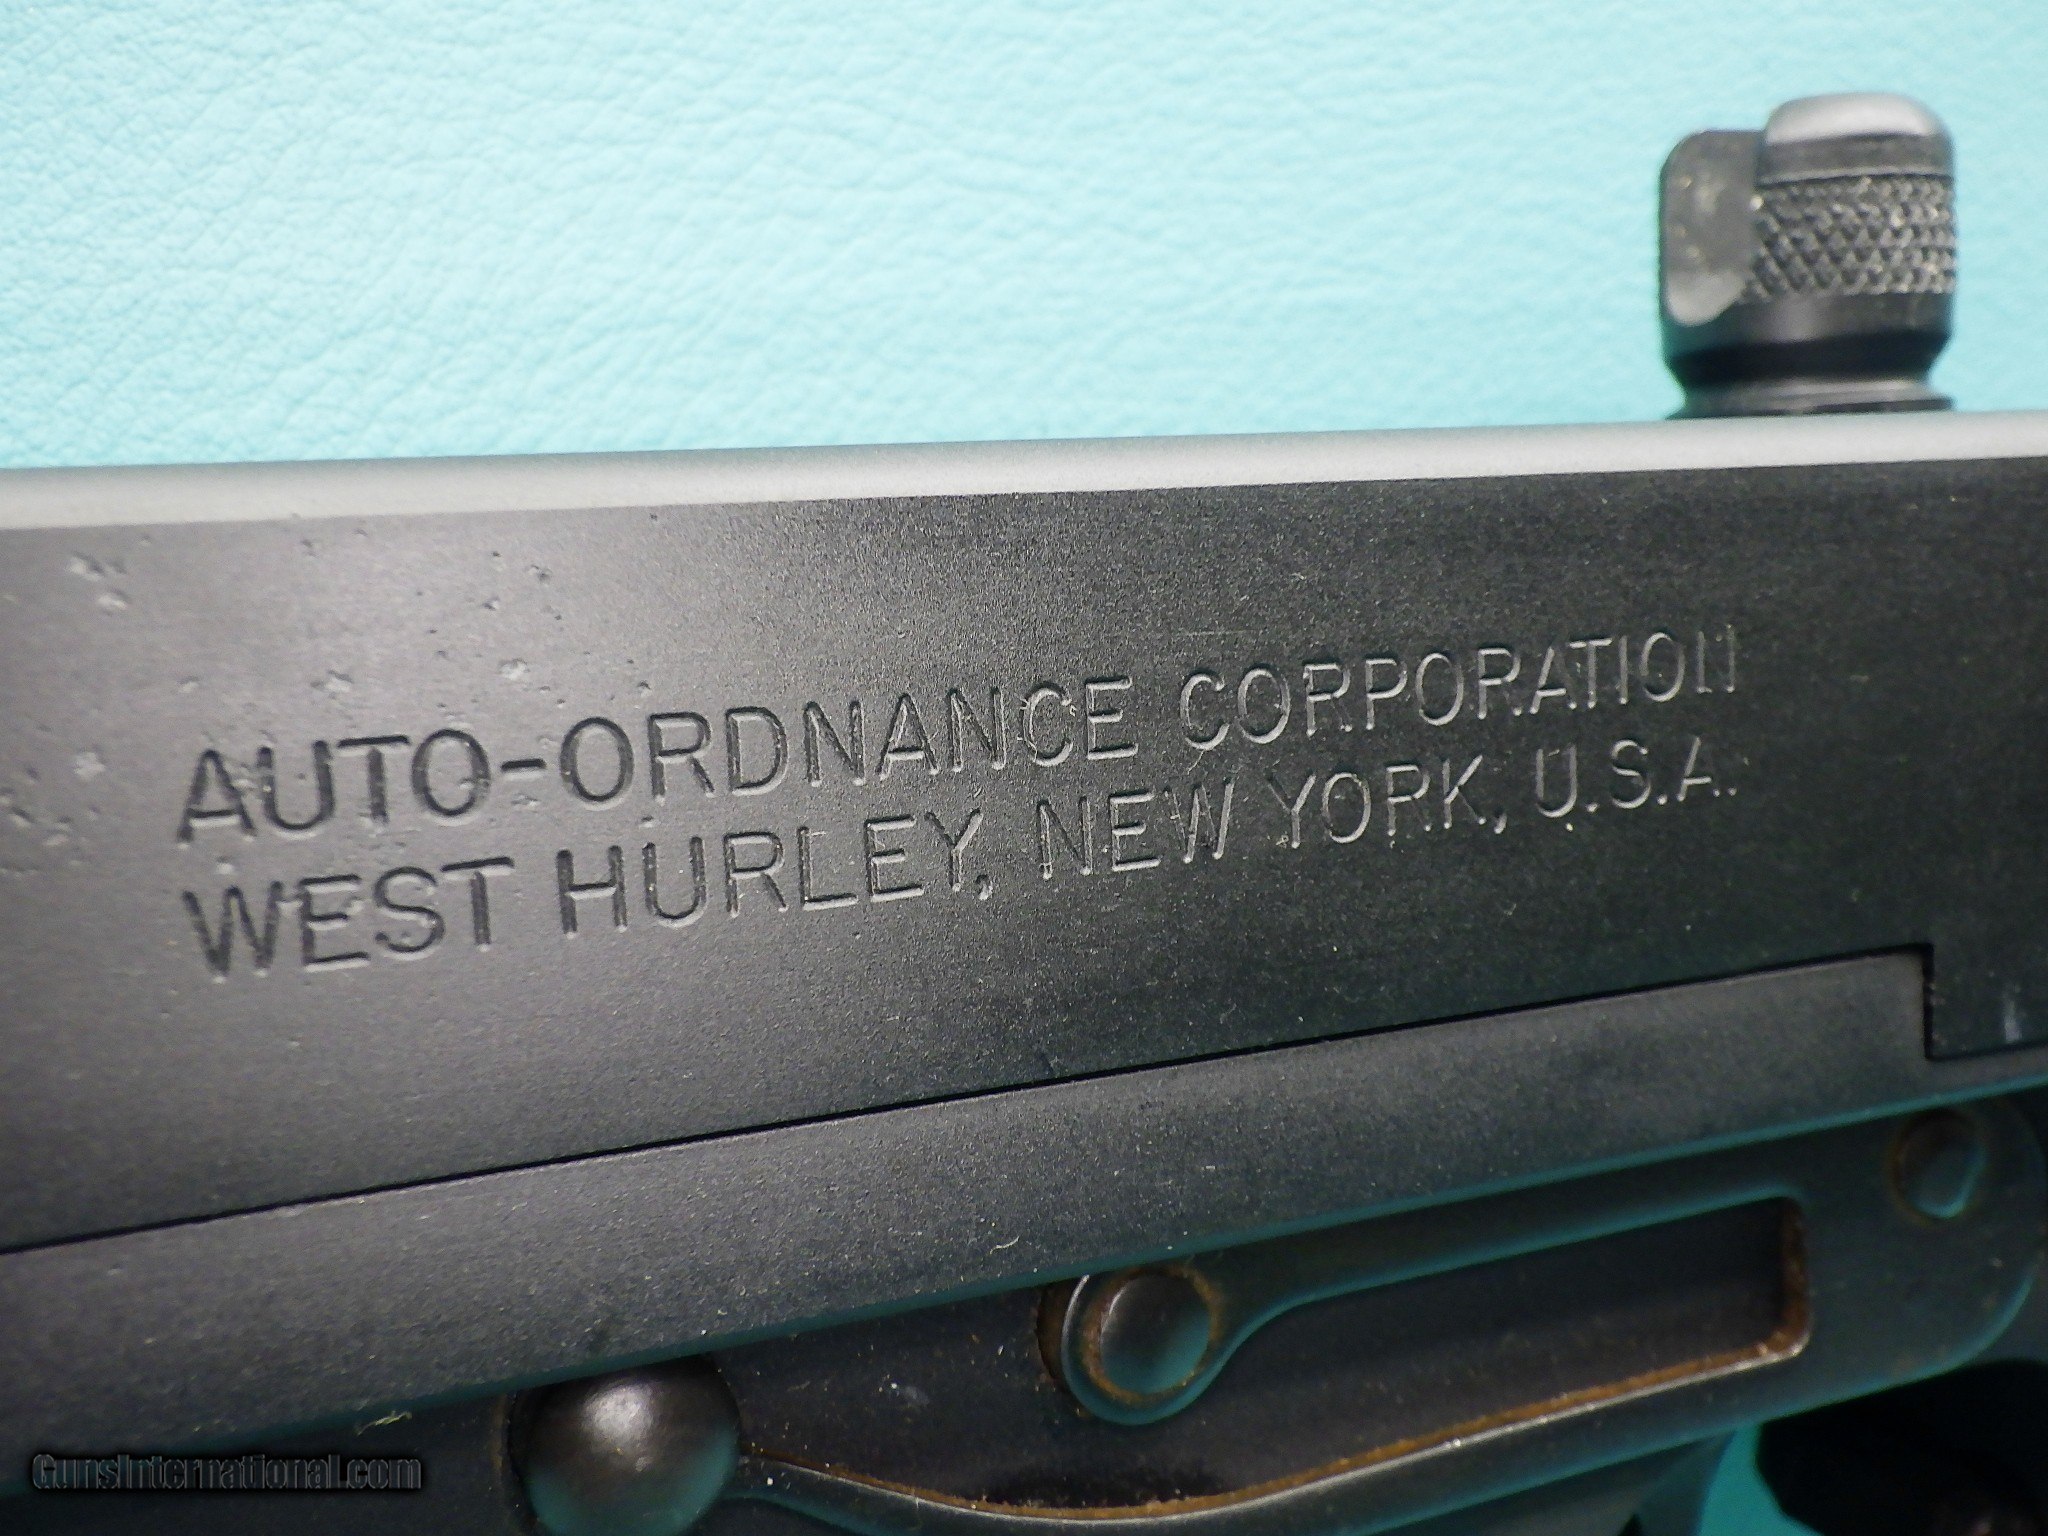 AUTO-ORDNANCE CORPORATION
WEST HURLEY, NEW YORK, U.S.A.
GunsInternational.com